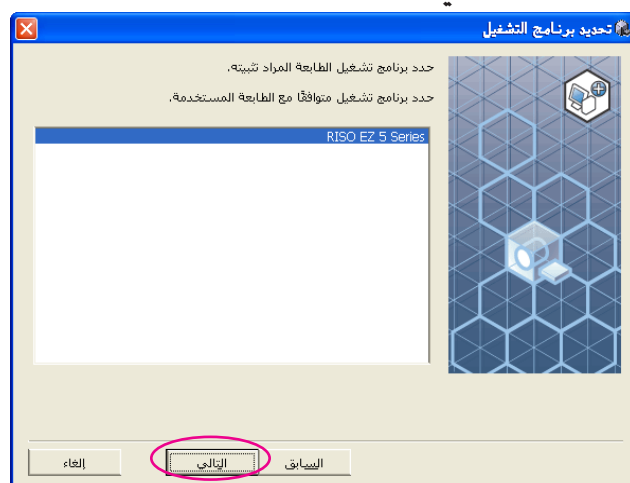 تحديد برنامج التشغيل
حدد برنامج تشغيل الطابعة المراد تثبيته.
حدد برنامج تشغيل متوافقًا مع الطابعة المستخدمة.
RISO EZ 5 Series
السابق
التالي
إلغاء